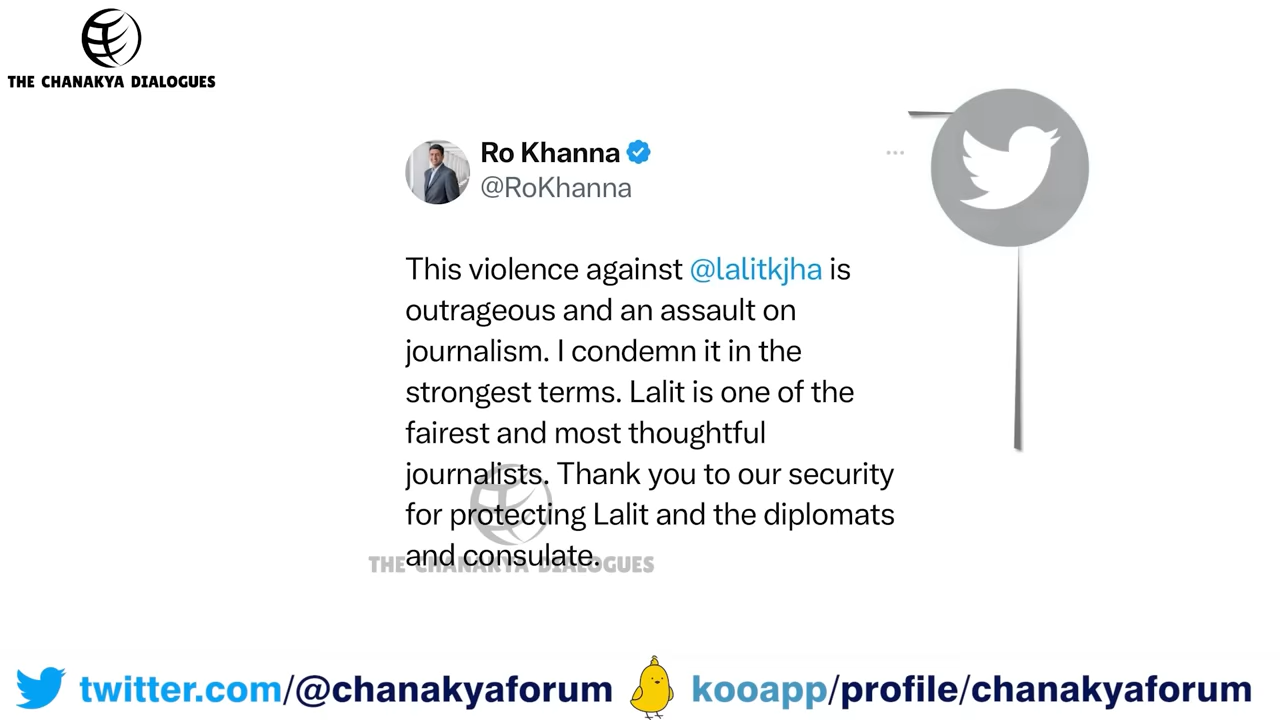 THE CHANAKYA DIALOGUES
Ro Khanna
@RoKhanna
This violence against @lalitkjha is
outrageous and an assault on
journalism. I condemn it in the
strongest terms. Lalit is one of the
fairest and most thoughtful
journalists. Thank you to our security
for protecting Lalit and the diplomats
and consulate.
THE CHANAKYA DIALOGUES
twitter.com/@chanakyaforum
kooapp/profile/chanakyaforum